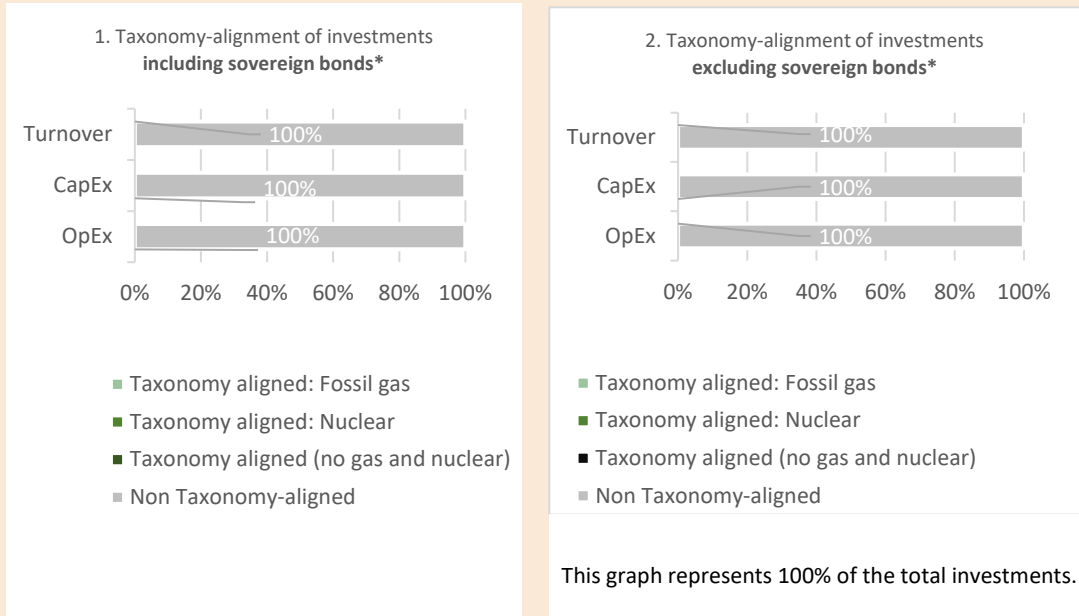 1. Taxonomy-alignment of investments
including sovereign bonds*
Turnover
100%
CapEx
100%
OpEx
100%
0% 20% 40% 60% 80% 100%
Taxonomy aligned: Fossil gas
Taxonomy aligned: Nuclear
Taxonomy aligned (no gas and nuclear)
Non Taxonomy-aligned
2. Taxonomy-alignment of investments
excluding sovereign bonds*
Turnover
100%
CapEx
100%
OpEx
100%
0% 20% 40% 60% 80% 100%
Taxonomy aligned: Fossil gas
Taxonomy aligned: Nuclear
Taxonomy aligned (no gas and nuclear)
Non Taxonomy-aligned
This graph represents 100% of the total investments.